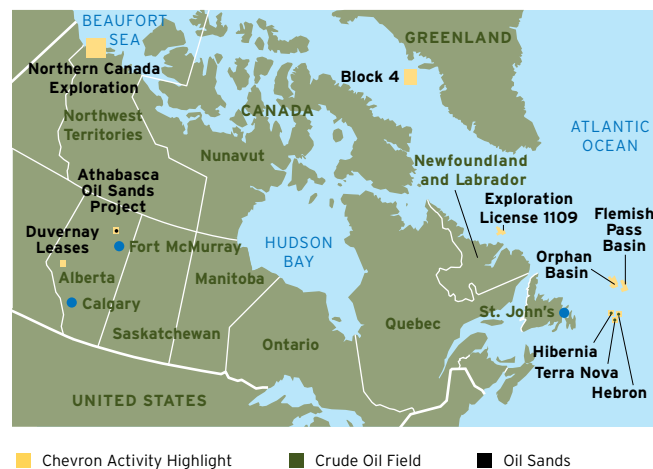 BEAUFORT
SEA
GREENLAND
Northern Canada
Exploration
Block 4
CANADA
Northwest
Territories
ATLANTIC
OCEAN
Nunavut
Newfoundland
and Labrador
Athabasca
Oil Sands
Project
Exploration
License 1109
Flemish
Pass
Basin
Duvernay
Leases
Fort McMurray
HUDSON
BAY
Orphan
Basin
Alberta
Manitoba
Calgary
St. John's
Quebec
Saskatchewan
Ontario
Hibernia
Terra Nova
Hebron
UNITED STATES
Chevron Activity Highlight
Crude Oil Field
Oil Sands